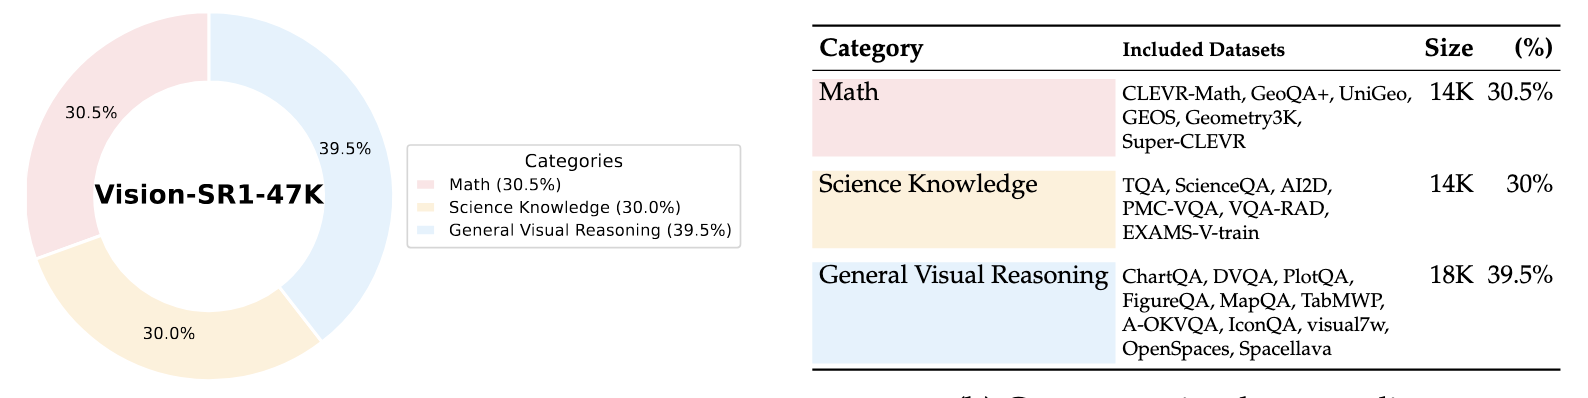 30.5%
39.5%
Vision-SR1-47K
30.0%
Categories
Math (30.5%)
Science Knowledge (30.0%)
General Visual Reasoning (39.5%)
Category Included Datasets Size (%)
Math CLEVR-Math, GeoQA+, UniGeo, 14K 30.5%
GEOS, Geometry3K,
Super-CLEVR
Science Knowledge TQA, ScienceQA, AI2D, 14K 30%
PMC-VQA, VQA-RAD,
EXAMS-V-train
General Visual Reasoning ChartQA, DVQA, PlotQA, 18K 39.5%
FigureQA, MapQA, TabMWP,
A-OKVQA, IconQA, visual7w,
OpenSpaces, Spacellava